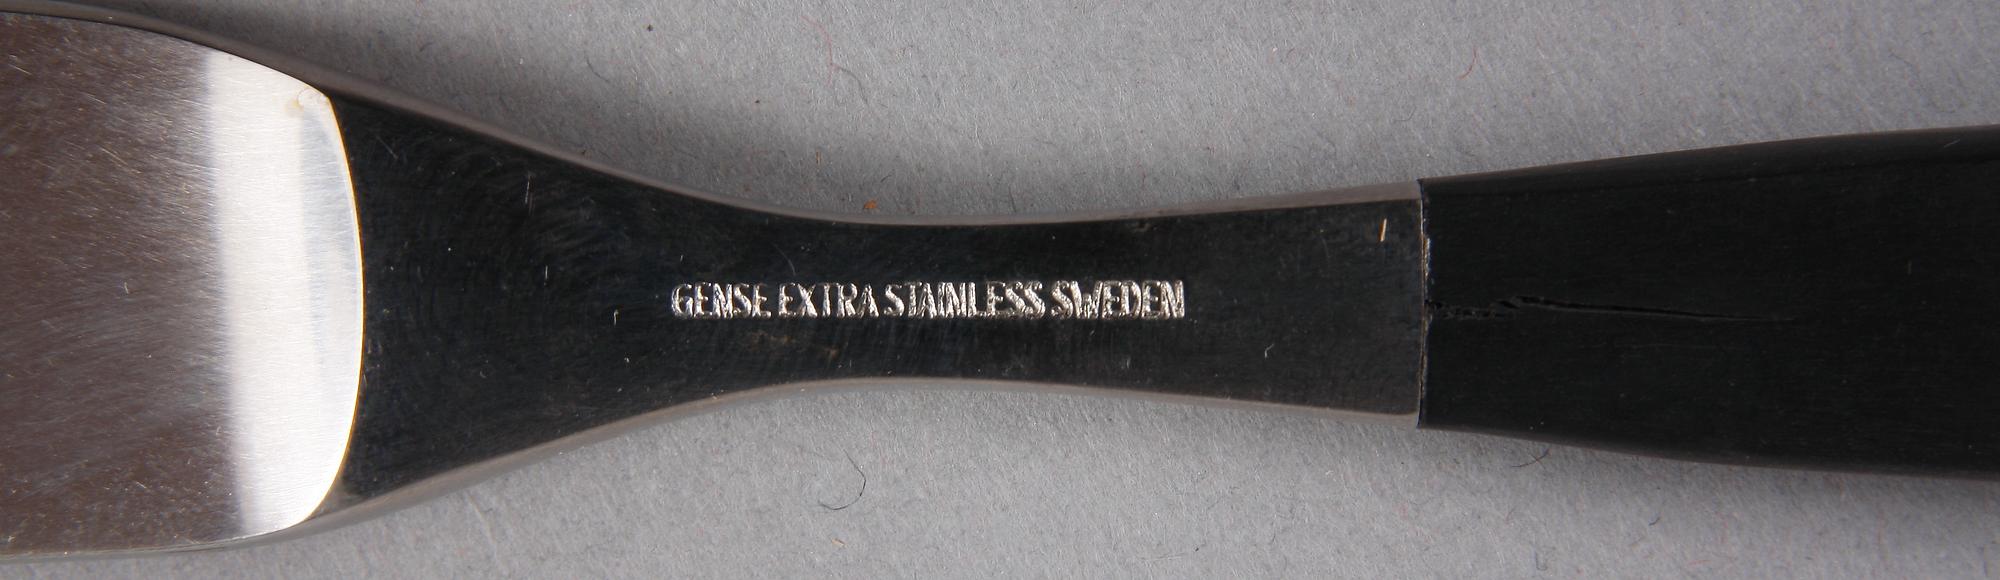 GENSE EXTRA STAINLESS SWEDEN